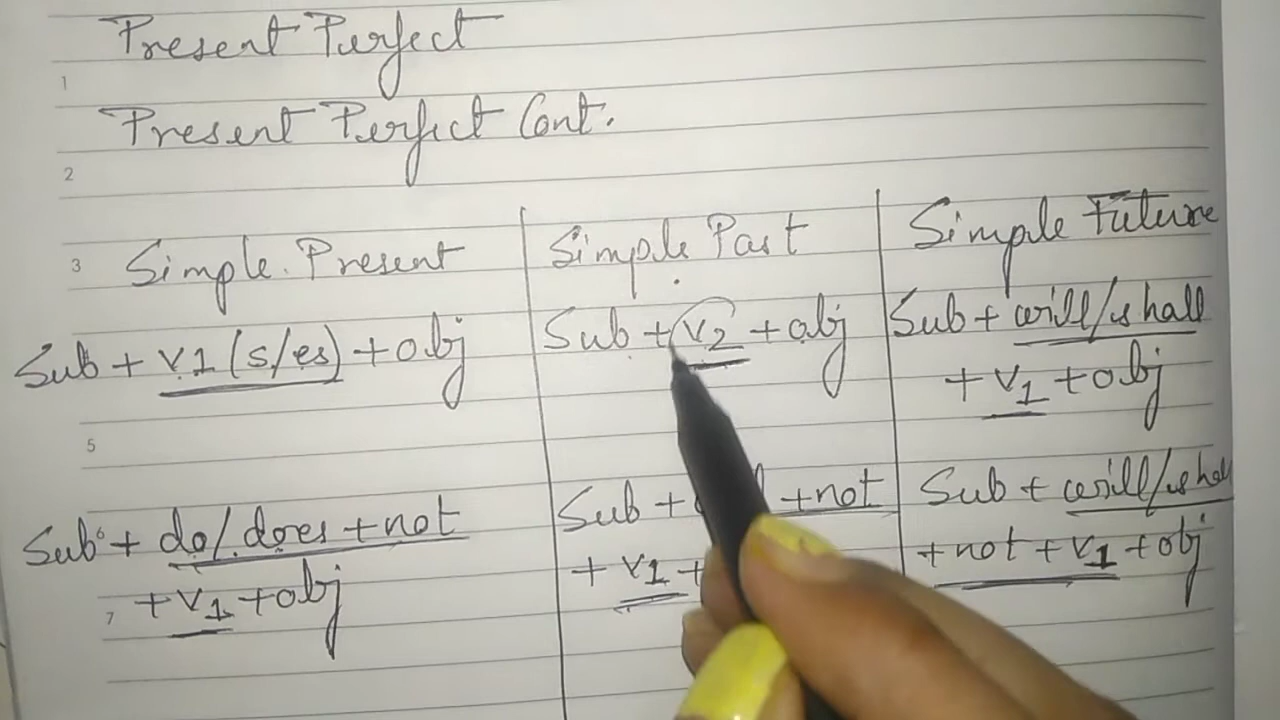 Present Perfect
1
Present Perfect Cont.
2
3
Simple Present
Sub + V1 (s/es) + obj
5
Sub + do/does + not
7
+ V1 + obj
Simple Past
Sub + V2 + obj
Sub + + not
+ V1 +
Simple Future
Sub + will/shall
+ V1 + obj
Sub + will/shall
+ not + V1 + obj